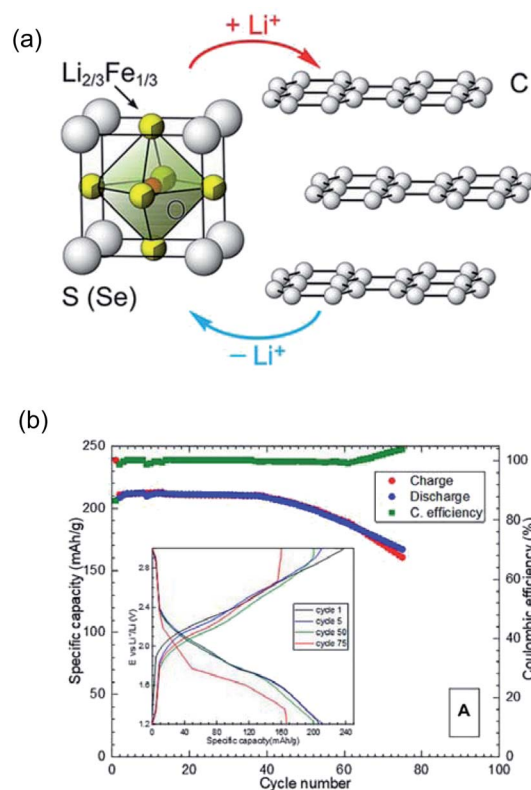 (a)
+ Li⁺
Li₂/₃Fe₁/₃
C
O
S (Se)
− Li⁺
(b)
250
200
150
100
50
0
Specific capacity (mAh/g)
100
80
60
40
20
0
Coulombic efficiency (%)
Charge
Discharge
C. efficiency
2.8
2.4
2.0
1.6
1.2
E vs Li⁺/Li (V)
cycle 1
cycle 5
cycle 50
cycle 75
0 40 80 120 160 200 240
Specific capacity(mAh/g)
A
0 20 40 60 80 100
Cycle number